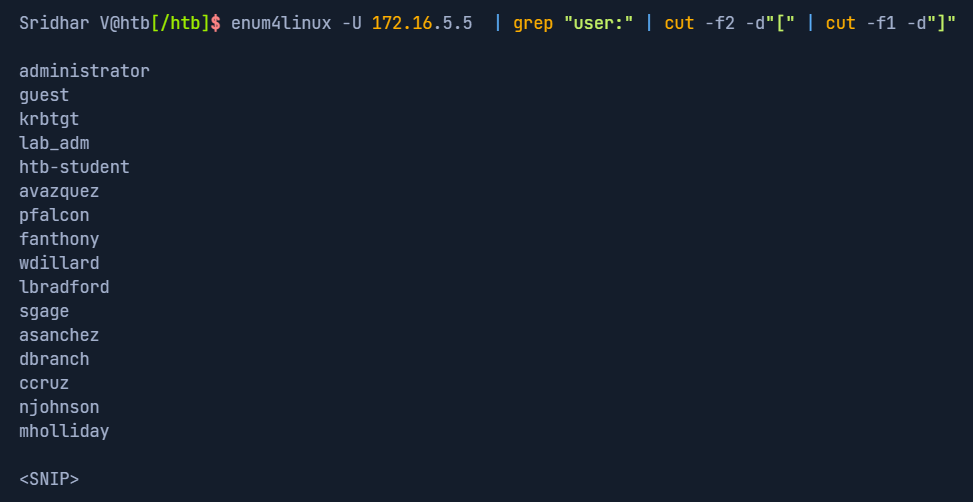 Sridhar V@htb[/htb]$ enum4linux -U 172.16.5.5  | grep "user:" | cut -f2 -d"[" | cut -f1 -d"]"
administrator
guest
krbtgt
lab_adm
htb-student
avazquez
pfalcon
fanthony
wdillard
lbradford
sgage
asanchez
dbranch
ccruz
njohnson
mholliday
<SNIP>